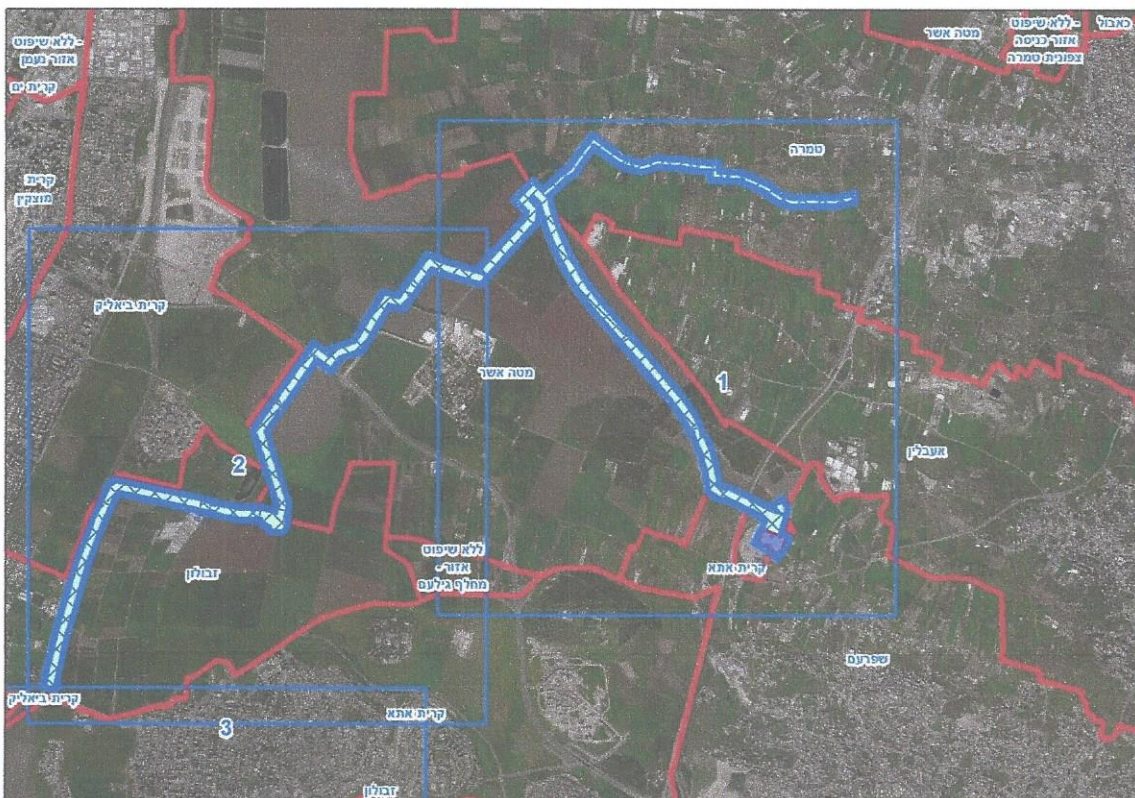 כאבול
ללא שיפוט -
אזור כניסה
צפונית טמרה
מטה אשר
ללא שיפוט -
אזור נעמן
קרית ים
טמרה
קרית
מוצקין
קרית ביאליק
מטה אשר
1
אעבלין
2
ללא שיפוט
אזור-
מחלף גילעם
זבולון
קרית אתא
שפרעם
קרית ביאליק
קרית אתא
3
זבולון